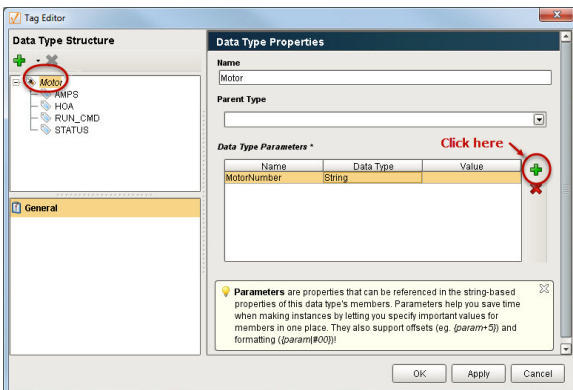 Tag Editor
Data Type Structure
Motor
AMPS
HOA
RUN_CMD
STATUS
General
Data Type Properties
Name
Motor
Parent Type
Data Type Parameters *
Click here
Name Data Type Value
MotorNumber String
Parameters are properties that can be referenced in the string-based
properties of this data type's members. Parameters help you save time
when making instances by letting you specify important values for
members in one place. They also support offsets (eg. {param+5}) and
formatting ({param|#00})!
OK Apply Cancel